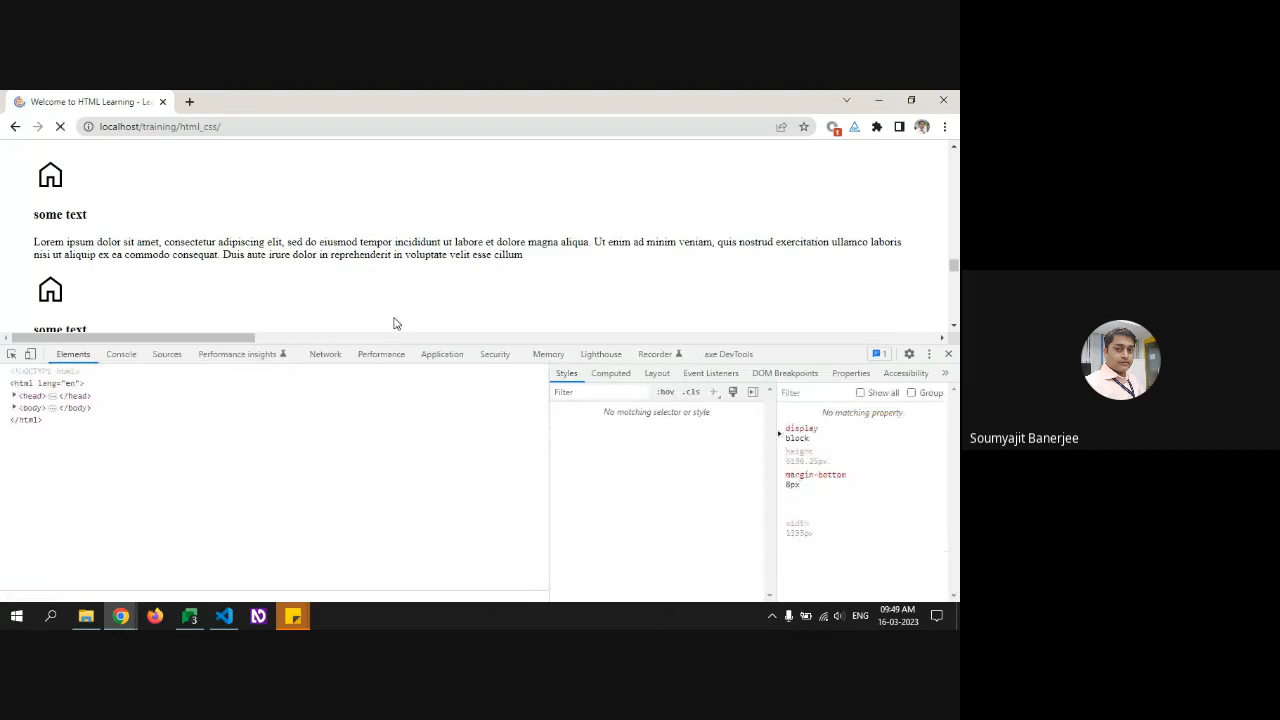 Welcome to HTML Learning - Le
localhost/training/html_css/
some text
Lorem ipsum dolor sit amet, consectetur adipiscing elit, sed do eiusmod tempor incididunt ut labore et dolore magna aliqua. Ut enim ad minim veniam, quis nostrud exercitation ullamco laboris
nisi ut aliquip ex ea commodo consequat. Duis aute irure dolor in reprehenderit in voluptate velit esse cillum
some text
Elements Console Sources Performance insights Network Performance Application Security Memory Lighthouse Recorder axe DevTools 1
<!DOCTYPE html>
<html lang="en">
<head> </head>
<body> </body>
</html>
Styles Computed Layout Event Listeners DOM Breakpoints Properties Accessibility »
Filter :hov .cls
No matching selector or style
Filter Show all Group
No matching property
display
block
height
margin-bottom
8px
width
Soumyajit Banerjee
3
ENG
09:49 AM
16-03-2023